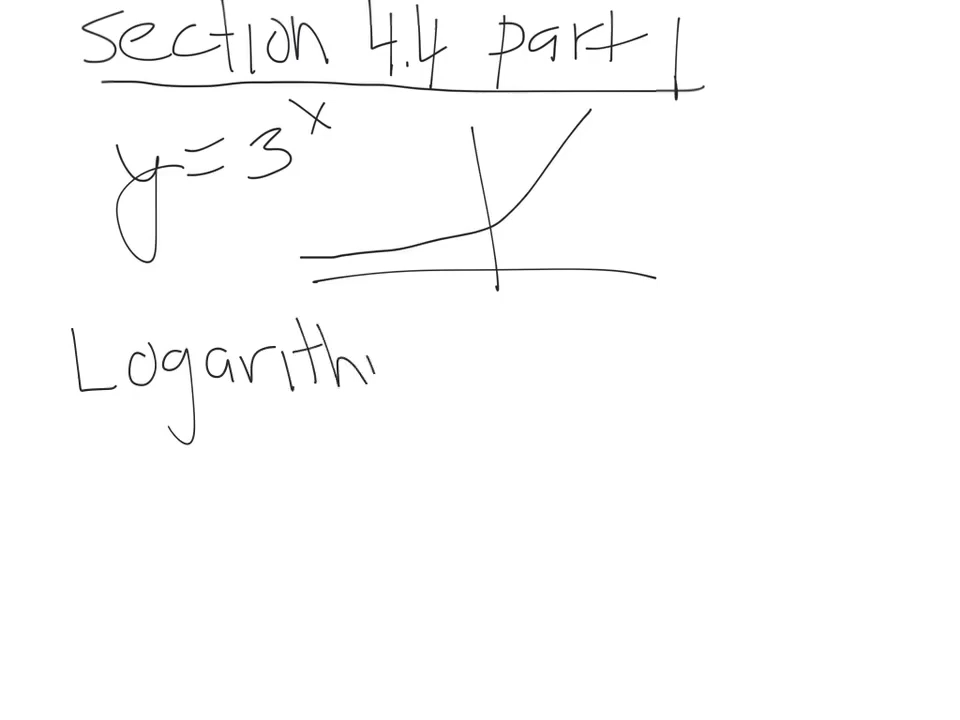 Section 4.4 part 1
y = 3^x
Logarith